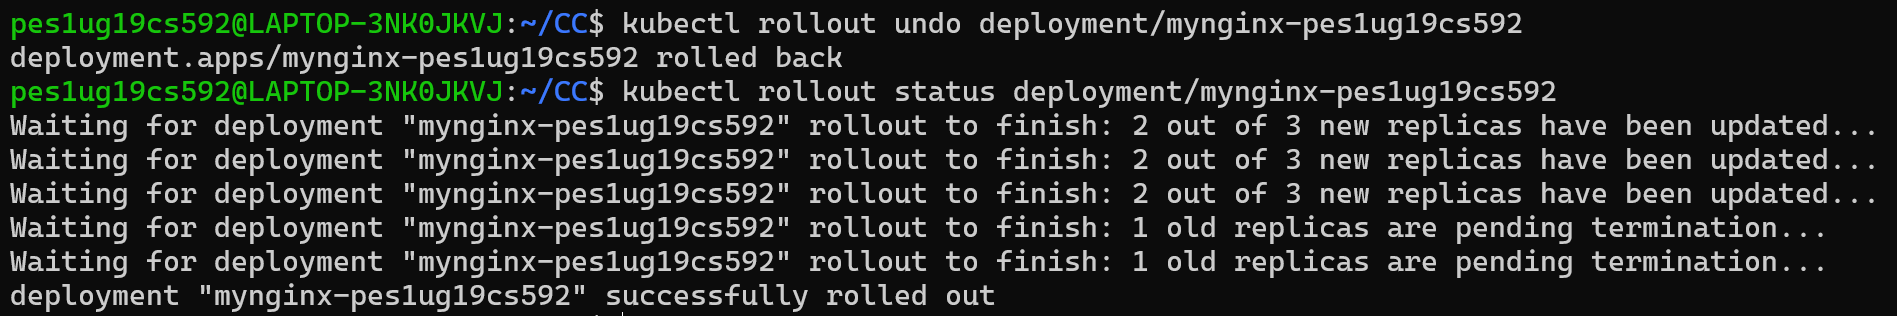 pes1ug19cs592@LAPTOP-3NK0JKVJ:~/CC$ kubectl rollout undo deployment/mynginx-pes1ug19cs592
deployment.apps/mynginx-pes1ug19cs592 rolled back
pes1ug19cs592@LAPTOP-3NK0JKVJ:~/CC$ kubectl rollout status deployment/mynginx-pes1ug19cs592
Waiting for deployment "mynginx-pes1ug19cs592" rollout to finish: 2 out of 3 new replicas have been updated...
Waiting for deployment "mynginx-pes1ug19cs592" rollout to finish: 2 out of 3 new replicas have been updated...
Waiting for deployment "mynginx-pes1ug19cs592" rollout to finish: 2 out of 3 new replicas have been updated...
Waiting for deployment "mynginx-pes1ug19cs592" rollout to finish: 1 old replicas are pending termination...
Waiting for deployment "mynginx-pes1ug19cs592" rollout to finish: 1 old replicas are pending termination...
deployment "mynginx-pes1ug19cs592" successfully rolled out